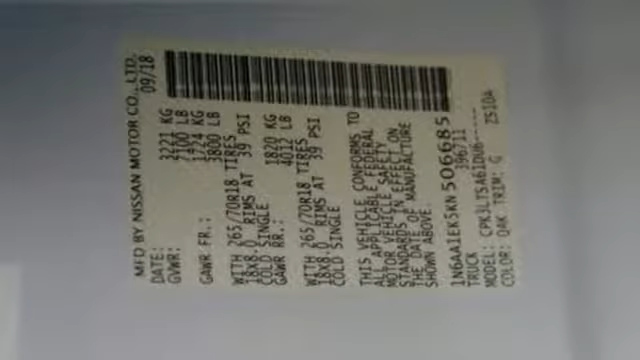 MFD BY NISSAN MOTOR CO., LTD.
DATE: 09/18
GVWR: 3221 KG
7100 LB
GAWR FR.: 1724 KG
3800 LB
WITH 265/70R18 TIRES
18X8.0 RIMS AT 39 PSI
COLD SINGLE
GAWR RR.: 1820 KG
4012 LB
WITH 265/70R18 TIRES
18X8.0 RIMS AT 39 PSI
COLD SINGLE
THIS VEHICLE CONFORMS TO
ALL APPLICABLE FEDERAL
MOTOR VEHICLE SAFETY
STANDARDS IN EFFECT ON
THE DATE OF MANUFACTURE
SHOWN ABOVE.
1N6AA1EK5KN506685
TRUCK 396711
MODEL: CPK3LTSA61DU6-----
COLOR: QAK TRIM: G ZS10A